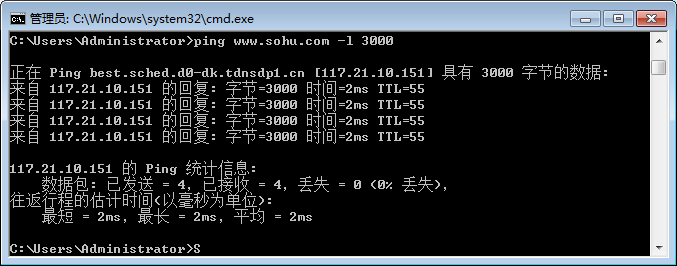 管理员: C:\Windows\system32\cmd.exe
C:\Users\Administrator>ping www.sohu.com -l 3000
正在 Ping best.sched.d0-dk.tdnsdp1.cn [117.21.10.151] 具有 3000 字节的数据:
来自 117.21.10.151 的回复: 字节=3000 时间=2ms TTL=55
来自 117.21.10.151 的回复: 字节=3000 时间=2ms TTL=55
来自 117.21.10.151 的回复: 字节=3000 时间=2ms TTL=55
来自 117.21.10.151 的回复: 字节=3000 时间=2ms TTL=55
117.21.10.151 的 Ping 统计信息:
数据包: 已发送 = 4, 已接收 = 4, 丢失 = 0 (0% 丢失),
往返行程的估计时间(以毫秒为单位):
最短 = 2ms, 最长 = 2ms, 平均 = 2ms
C:\Users\Administrator>S